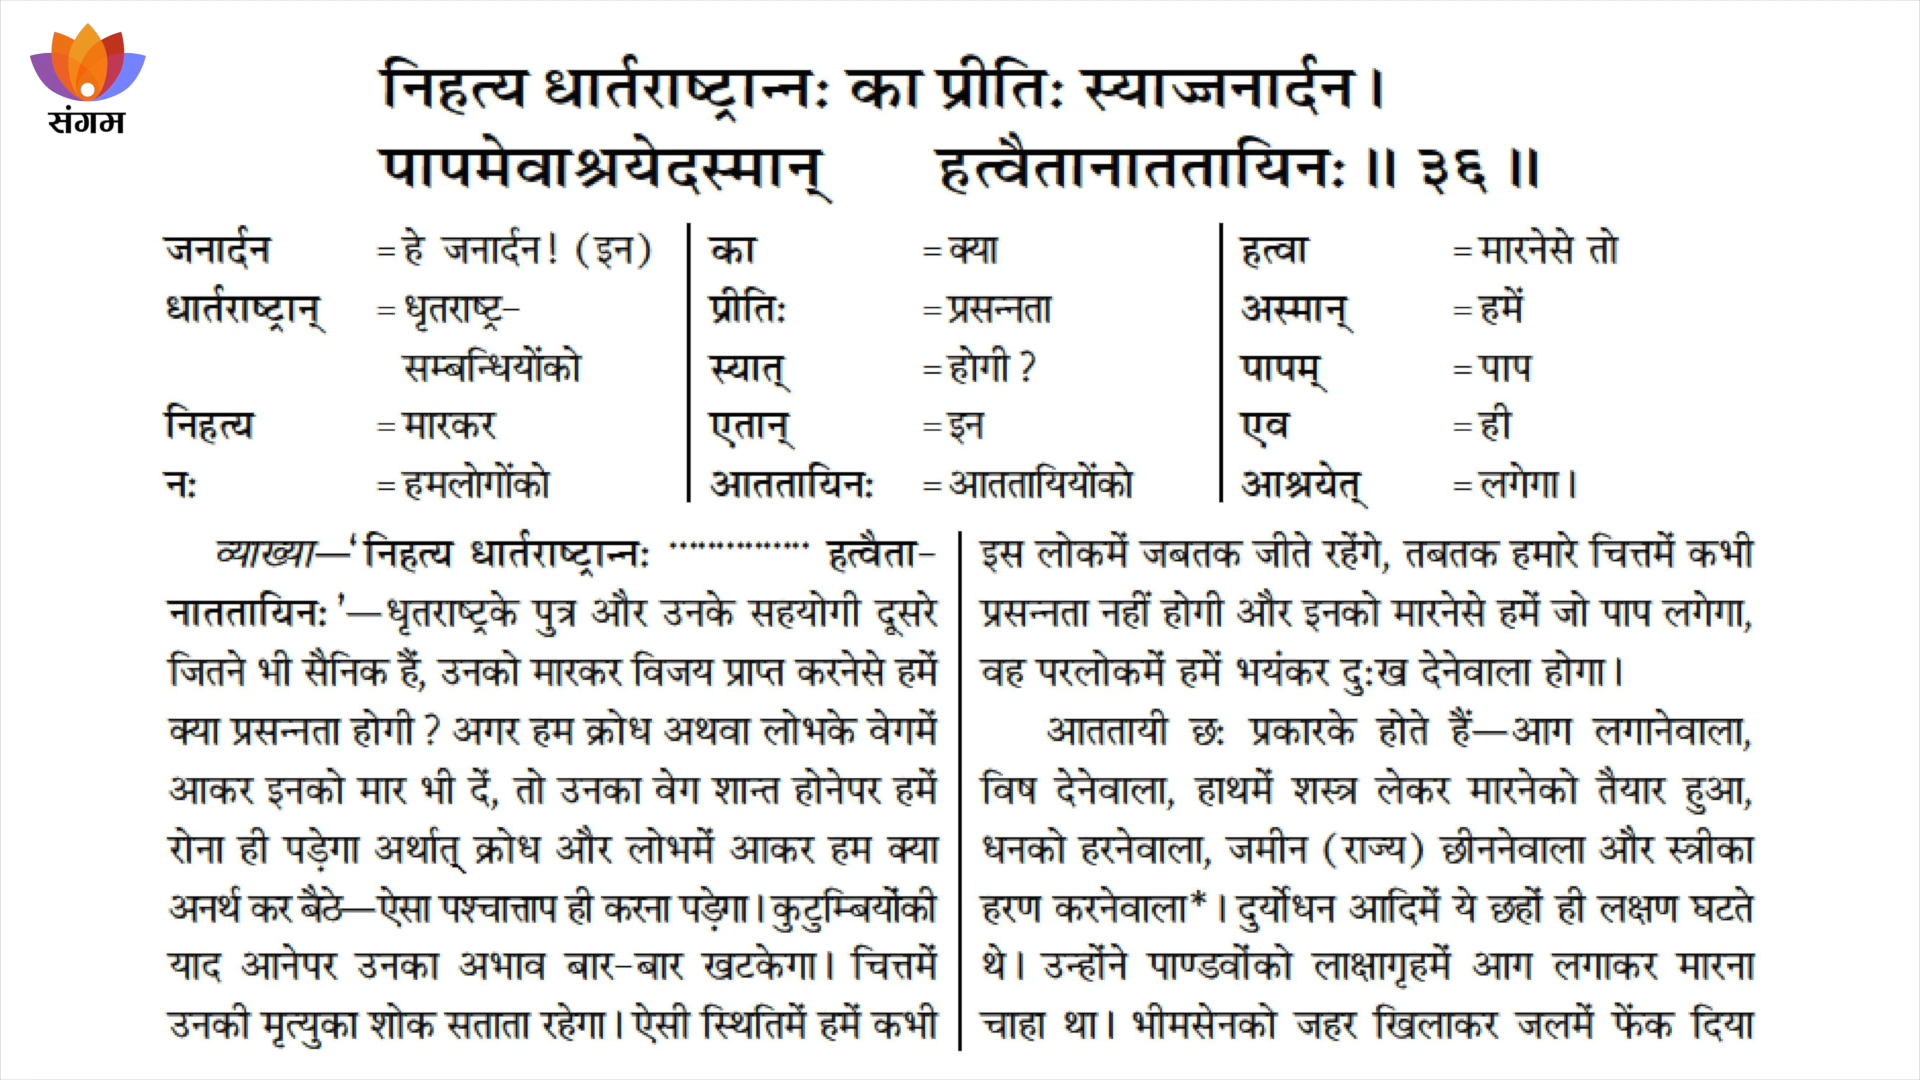 संगम
निहत्य धार्तराष्ट्रान्नः का प्रीतिः स्याज्जनार्दन।
पापमेवाश्रयेदस्मान् हत्वैतानाततायिनः॥ ३६॥
जनार्दन = हे जनार्दन! (इन)
धार्तराष्ट्रान् = धृतराष्ट्र-
सम्बन्धियोंको
निहत्य = मारकर
नः = हमलोगोंको
का = क्या
प्रीतिः = प्रसन्नता
स्यात् = होगी?
एतान् = इन
आततायिनः = आततायियोंको
हत्वा = मारनेसे तो
अस्मान् = हमें
पापम् = पाप
एव = ही
आश्रयेत् = लगेगा।
व्याख्या—‘निहत्य धार्तराष्ट्रान्नः ............... हत्वैता-
नाततायिनः’—धृतराष्ट्रके पुत्र और उनके सहयोगी दूसरे
जितने भी सैनिक हैं, उनको मारकर विजय प्राप्त करनेसे हमें
क्या प्रसन्नता होगी? अगर हम क्रोध अथवा लोभके वेगमें
आकर इनको मार भी दें, तो उनका वेग शान्त होनेपर हमें
रोना ही पड़ेगा अर्थात् क्रोध और लोभमें आकर हम क्या
अनर्थ कर बैठे—ऐसा पश्चात्ताप ही करना पड़ेगा। कुटुम्बियोंकी
याद आनेपर उनका अभाव बार-बार खटकेगा। चित्तमें
उनकी मृत्युका शोक सताता रहेगा। ऐसी स्थितिमें हमें कभी
इस लोकमें जबतक जीते रहेंगे, तबतक हमारे चित्तमें कभी
प्रसन्नता नहीं होगी और इनको मारनेसे हमें जो पाप लगेगा,
वह परलोकमें हमें भयंकर दुःख देनेवाला होगा।
आततायी छः प्रकारके होते हैं—आग लगानेवाला,
विष देनेवाला, हाथमें शस्त्र लेकर मारनेको तैयार हुआ,
धनको हरनेवाला, जमीन (राज्य) छीननेवाला और स्त्रीका
हरण करनेवाला*। दुर्योधन आदिमें ये छहों ही लक्षण घटते
थे। उन्होंने पाण्डवोंको लाक्षागृहमें आग लगाकर मारना
चाहा था। भीमसेनको जहर खिलाकर जलमें फेंक दिया